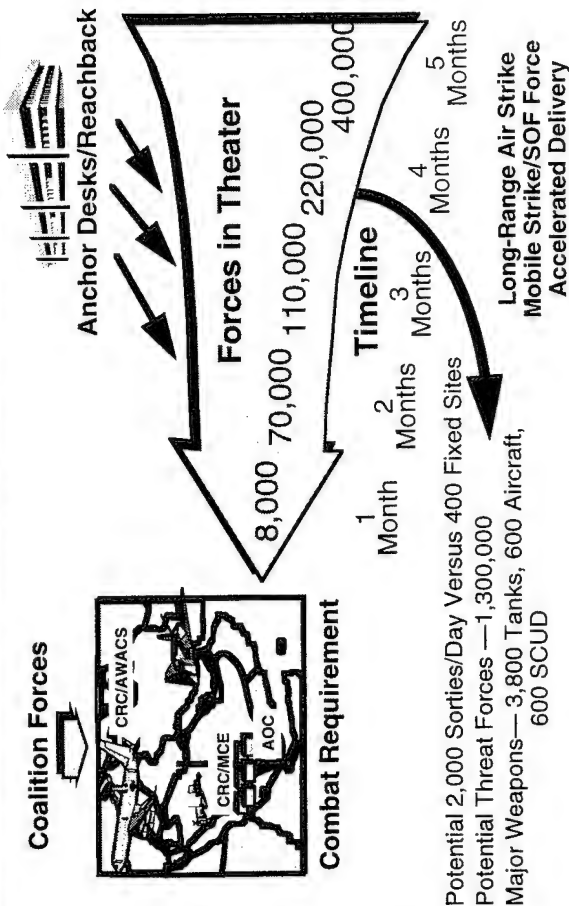 Coalition Forces
CRC/AWACS
CRC/MCE
AOC
Combat Requirement
Anchor Desks/Reachback
Forces in Theater
8,000 70,000 110,000 220,000 400,000
Timeline
1 Month
2 Months
3 Months
4 Months
5 Months
Potential 2,000 Sorties/Day Versus 400 Fixed Sites
Potential Threat Forces —1,300,000
Major Weapons— 3,800 Tanks, 600 Aircraft,
600 SCUD
Long-Range Air Strike
Mobile Strike/SOF Force
Accelerated Delivery